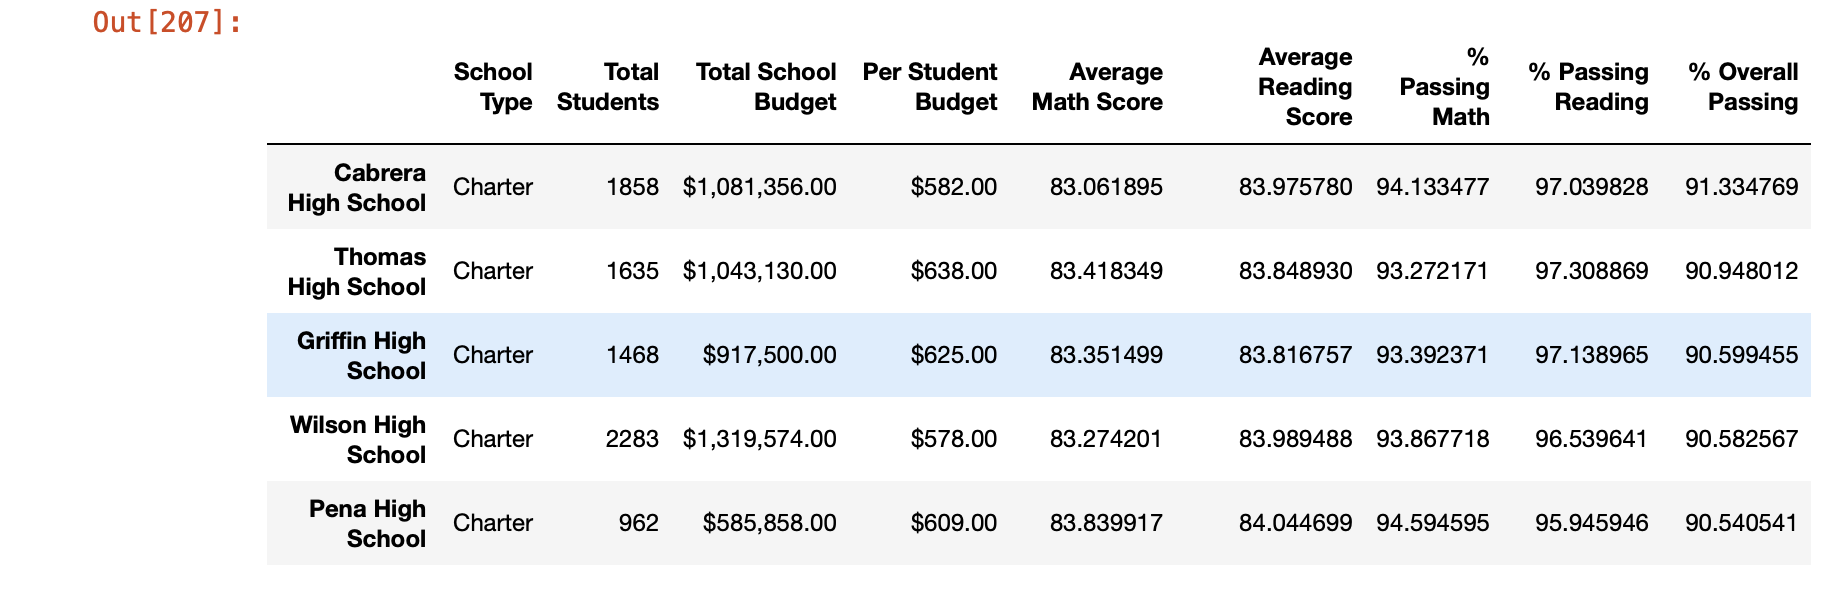 Out[207]:
School Type Total Students Total School Budget Per Student Budget Average Math Score Average Reading Score % Passing Math % Passing Reading % Overall Passing
Cabrera High School Charter 1858 $1,081,356.00 $582.00 83.061895 83.975780 94.133477 97.039828 91.334769
Thomas High School Charter 1635 $1,043,130.00 $638.00 83.418349 83.848930 93.272171 97.308869 90.948012
Griffin High School Charter 1468 $917,500.00 $625.00 83.351499 83.816757 93.392371 97.138965 90.599455
Wilson High School Charter 2283 $1,319,574.00 $578.00 83.274201 83.989488 93.867718 96.539641 90.582567
Pena High School Charter 962 $585,858.00 $609.00 83.839917 84.044699 94.594595 95.945946 90.540541